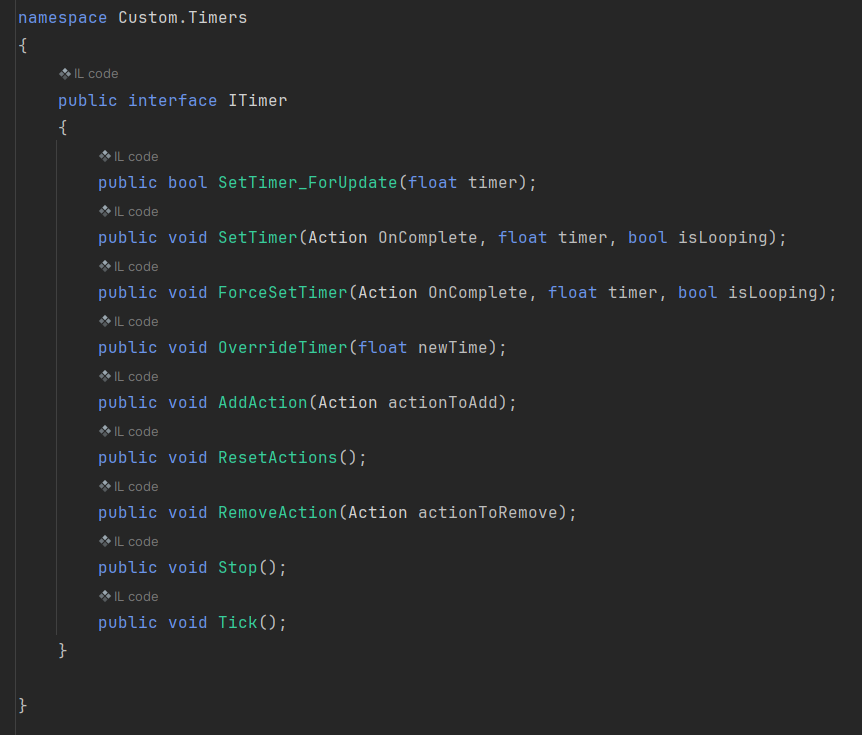 namespace Custom.Timers
{
IL code
public interface ITimer
{
IL code
public bool SetTimer_ForUpdate(float timer);
IL code
public void SetTimer(Action OnComplete, float timer, bool isLooping);
IL code
public void ForceSetTimer(Action OnComplete, float timer, bool isLooping);
IL code
public void OverrideTimer(float newTime);
IL code
public void AddAction(Action actionToAdd);
IL code
public void ResetActions();
IL code
public void RemoveAction(Action actionToRemove);
IL code
public void Stop();
IL code
public void Tick();
}
}